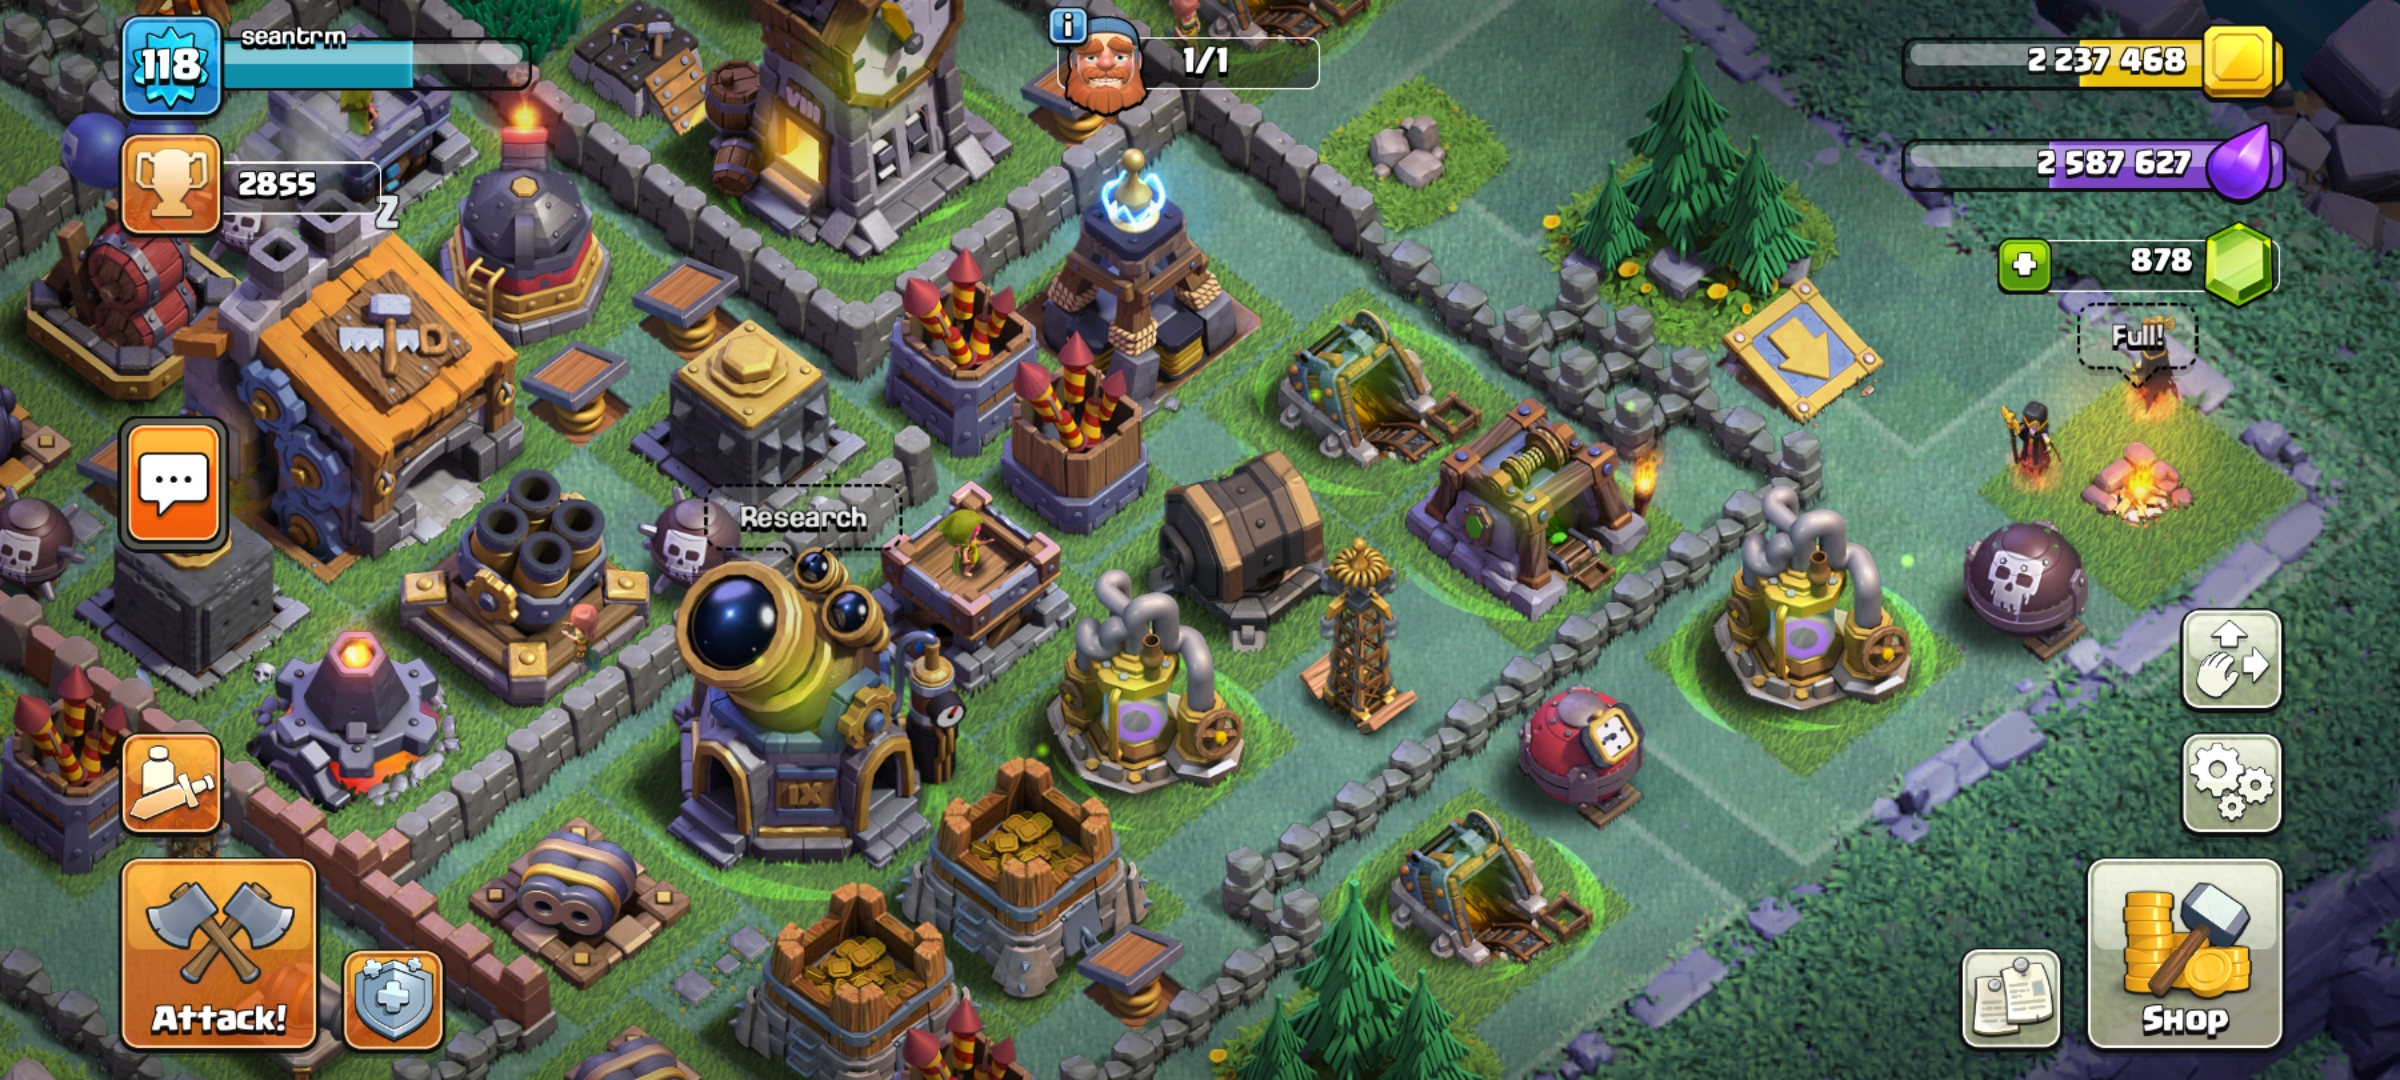 118
seantrm
1/1
2 237 468
VIII
2 587 627
2855
Z
878
Full!
Research
IX
Attack!
Shop